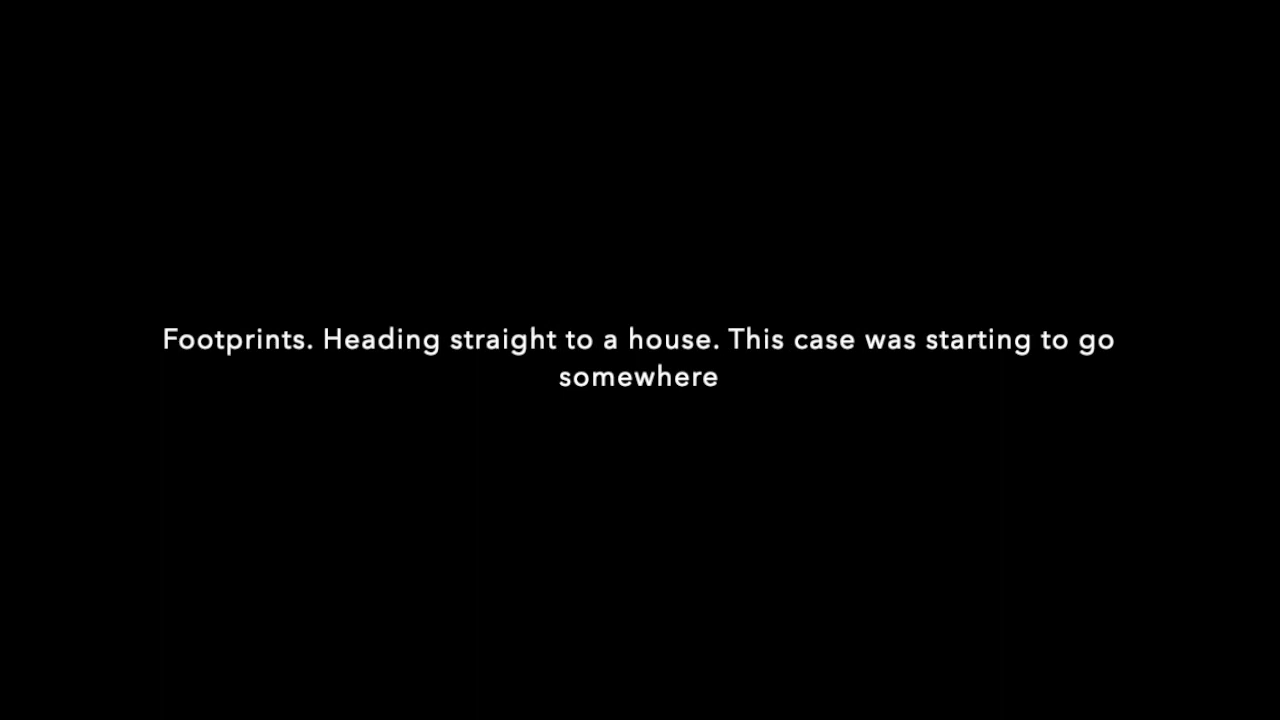 Footprints. Heading straight to a house. This case was starting to go
somewhere